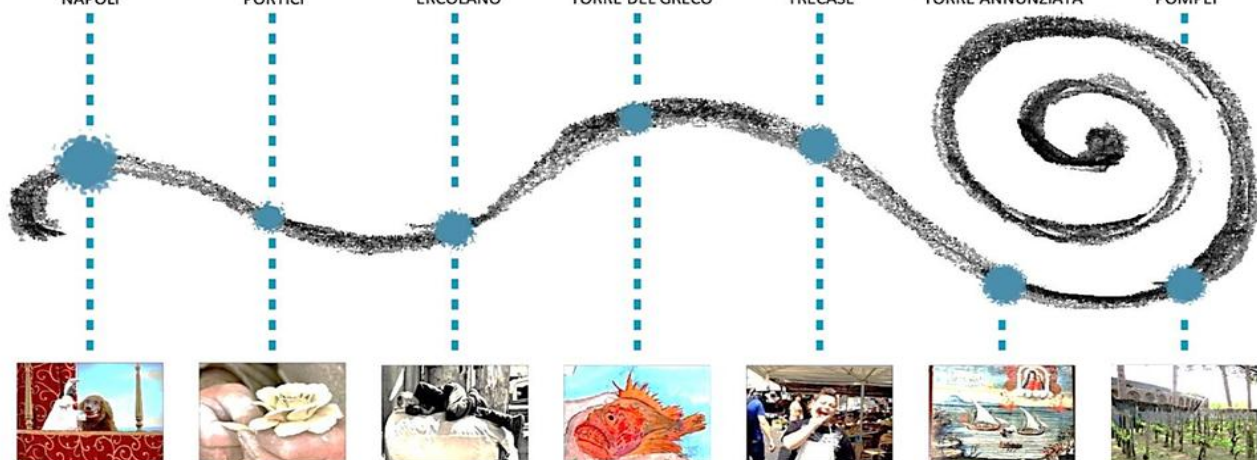 NAPOLI
PORTICI
ERCOLANO
TORRE DEL GRECO
TRECASE
TORRE ANNUNZIATA
POMPEI